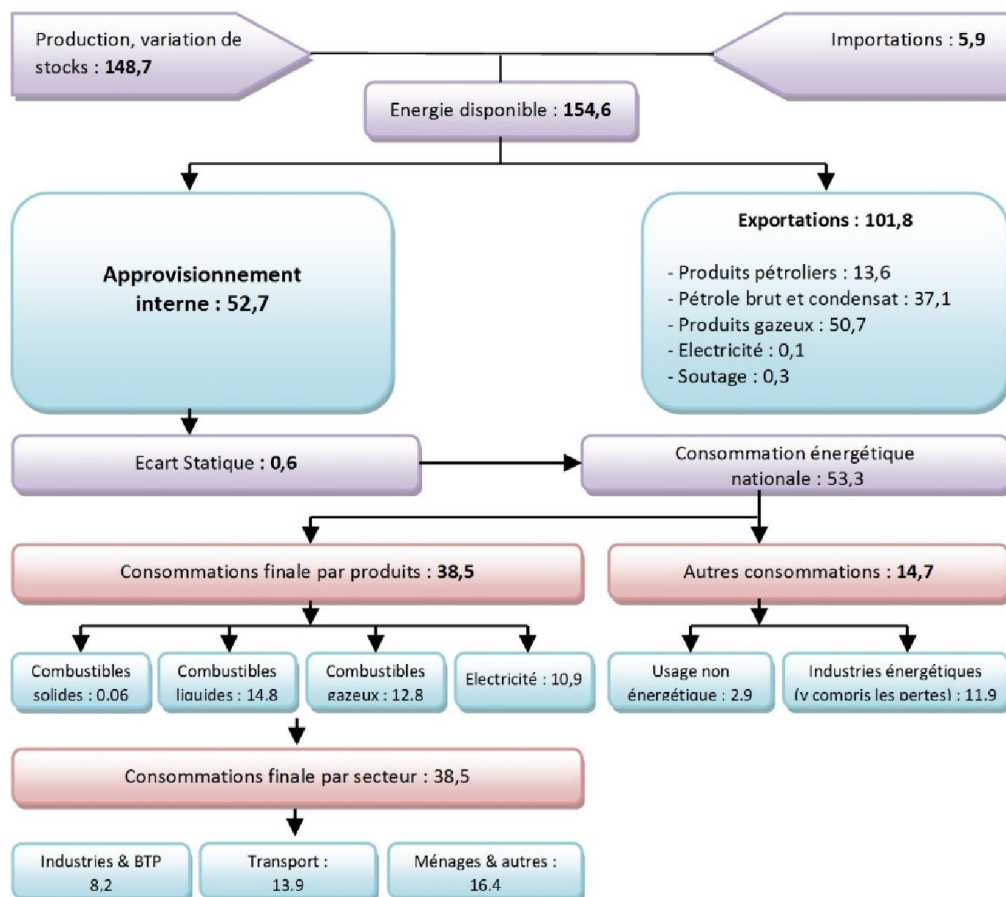 Production, variation de
stocks : 148,7
Importations : 5,9
Energie disponible : 154,6
Approvisionnement
interne : 52,7
Exportations : 101,8
- Produits pétroliers : 13,6
- Pétrole brut et condensat : 37,1
- Produits gazeux : 50,7
- Electricité : 0,1
- Soutage : 0,3
Ecart Statique : 0,6
Consommation énergétique
nationale : 53,3
Consommations finale par produits : 38,5
Autres consommations : 14,7
Combustibles
solides : 0.06
Combustibles
liquides : 14.8
Combustibles
gazeux : 12.8
Electricité : 10,9
Usage non
énergétique : 2.9
Industries énergétiques
(y compris les pertes) : 11.9
Consommations finale par secteur : 38,5
Industries & BTP
8,2
Transport :
13.9
Ménages & autres :
16.4